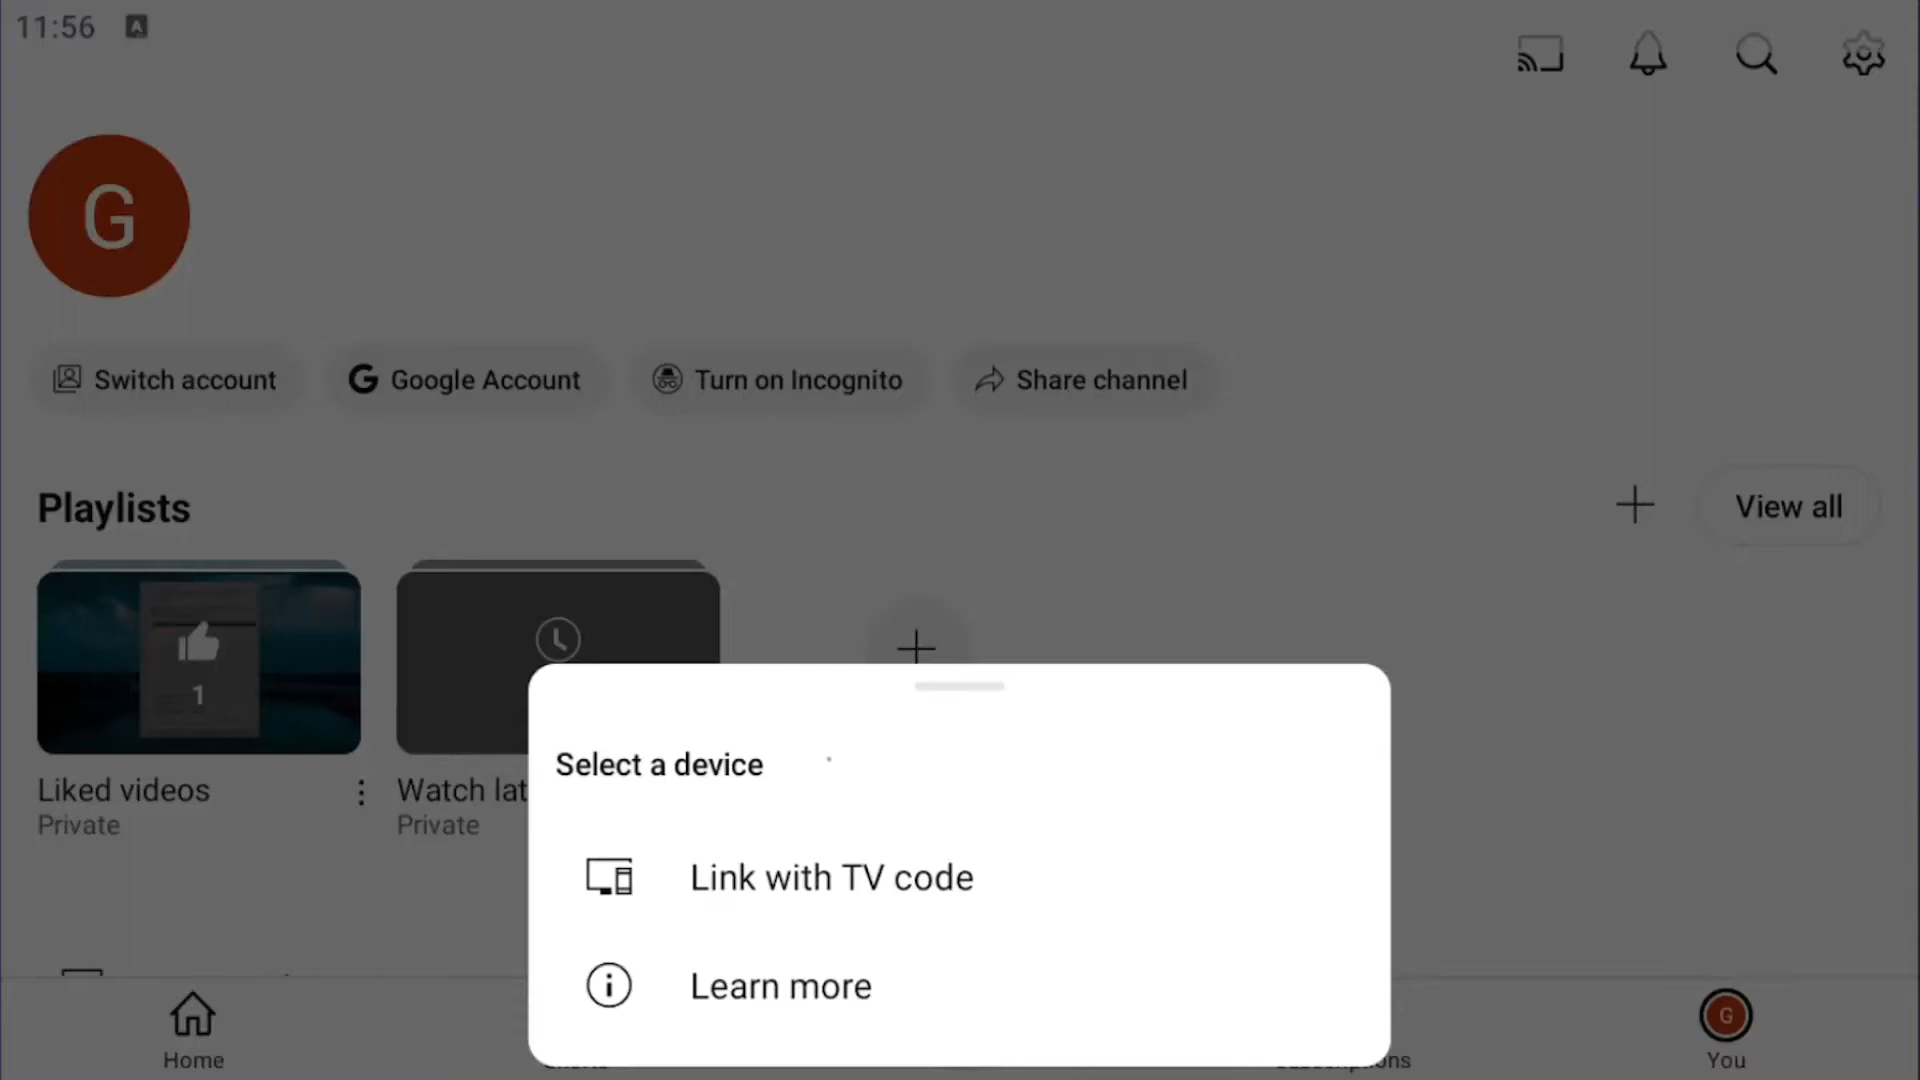 11:56 A
G
Switch account
Google Account
Turn on Incognito
Share channel
Playlists
View all
1
Liked videos
Private
Watch lat
Private
Select a device
Link with TV code
Learn more
Home
ons
G
You